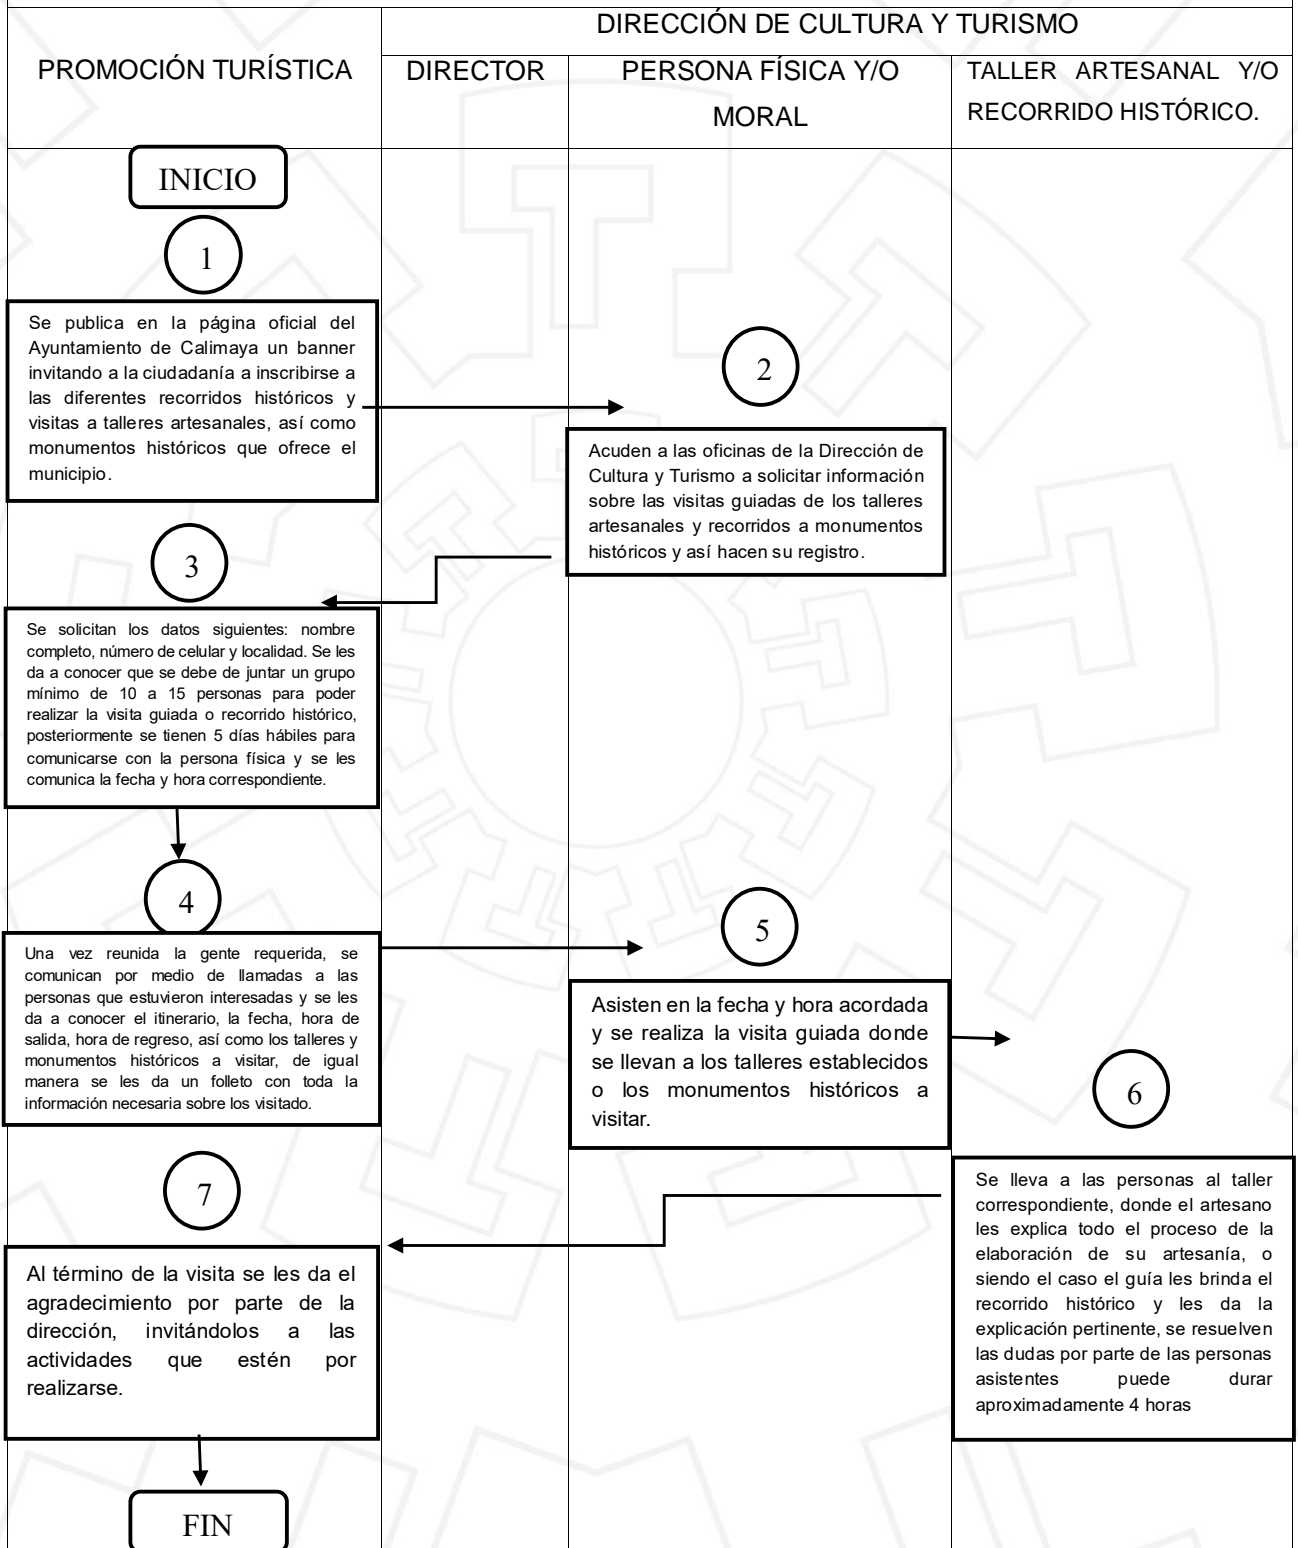 DIRECCIÓN DE CULTURA Y TURISMO
PROMOCIÓN TURÍSTICA
DIRECTOR
PERSONA FÍSICA Y/O
MORAL
TALLER ARTESANAL Y/O
RECORRIDO HISTÓRICO.
INICIO
1
Se publica en la página oficial del
Ayuntamiento de Calimaya un banner
invitando a la ciudadanía a inscribirse a
las diferentes recorridos históricos y
visitas a talleres artesanales, así como
monumentos históricos que ofrece el
municipio.
2
Acuden a las oficinas de la Dirección de
Cultura y Turismo a solicitar información
sobre las visitas guiadas de los talleres
artesanales y recorridos a monumentos
históricos y así hacen su registro.
3
Se solicitan los datos siguientes: nombre
completo, número de celular y localidad. Se les
da a conocer que se debe de juntar un grupo
mínimo de 10 a 15 personas para poder
realizar la visita guiada o recorrido histórico,
posteriormente se tienen 5 días hábiles para
comunicarse con la persona física y se les
comunica la fecha y hora correspondiente.
4
Una vez reunida la gente requerida, se
comunican por medio de llamadas a las
personas que estuvieron interesadas y se les
da a conocer el itinerario, la fecha, hora de
salida, hora de regreso, así como los talleres y
monumentos históricos a visitar, de igual
manera se les da un folleto con toda la
información necesaria sobre los visitado.
5
Asisten en la fecha y hora acordada
y se realiza la visita guiada donde
se llevan a los talleres establecidos
o los monumentos históricos a
visitar.
6
Se lleva a las personas al taller
correspondiente, donde el artesano
les explica todo el proceso de la
elaboración de su artesanía, o
siendo el caso el guía les brinda el
recorrido histórico y les da la
explicación pertinente, se resuelven
las dudas por parte de las personas
asistentes puede durar
aproximadamente 4 horas
7
Al término de la visita se les da el
agradecimiento por parte de la
dirección, invitándolos a las
actividades que estén por
realizarse.
FIN